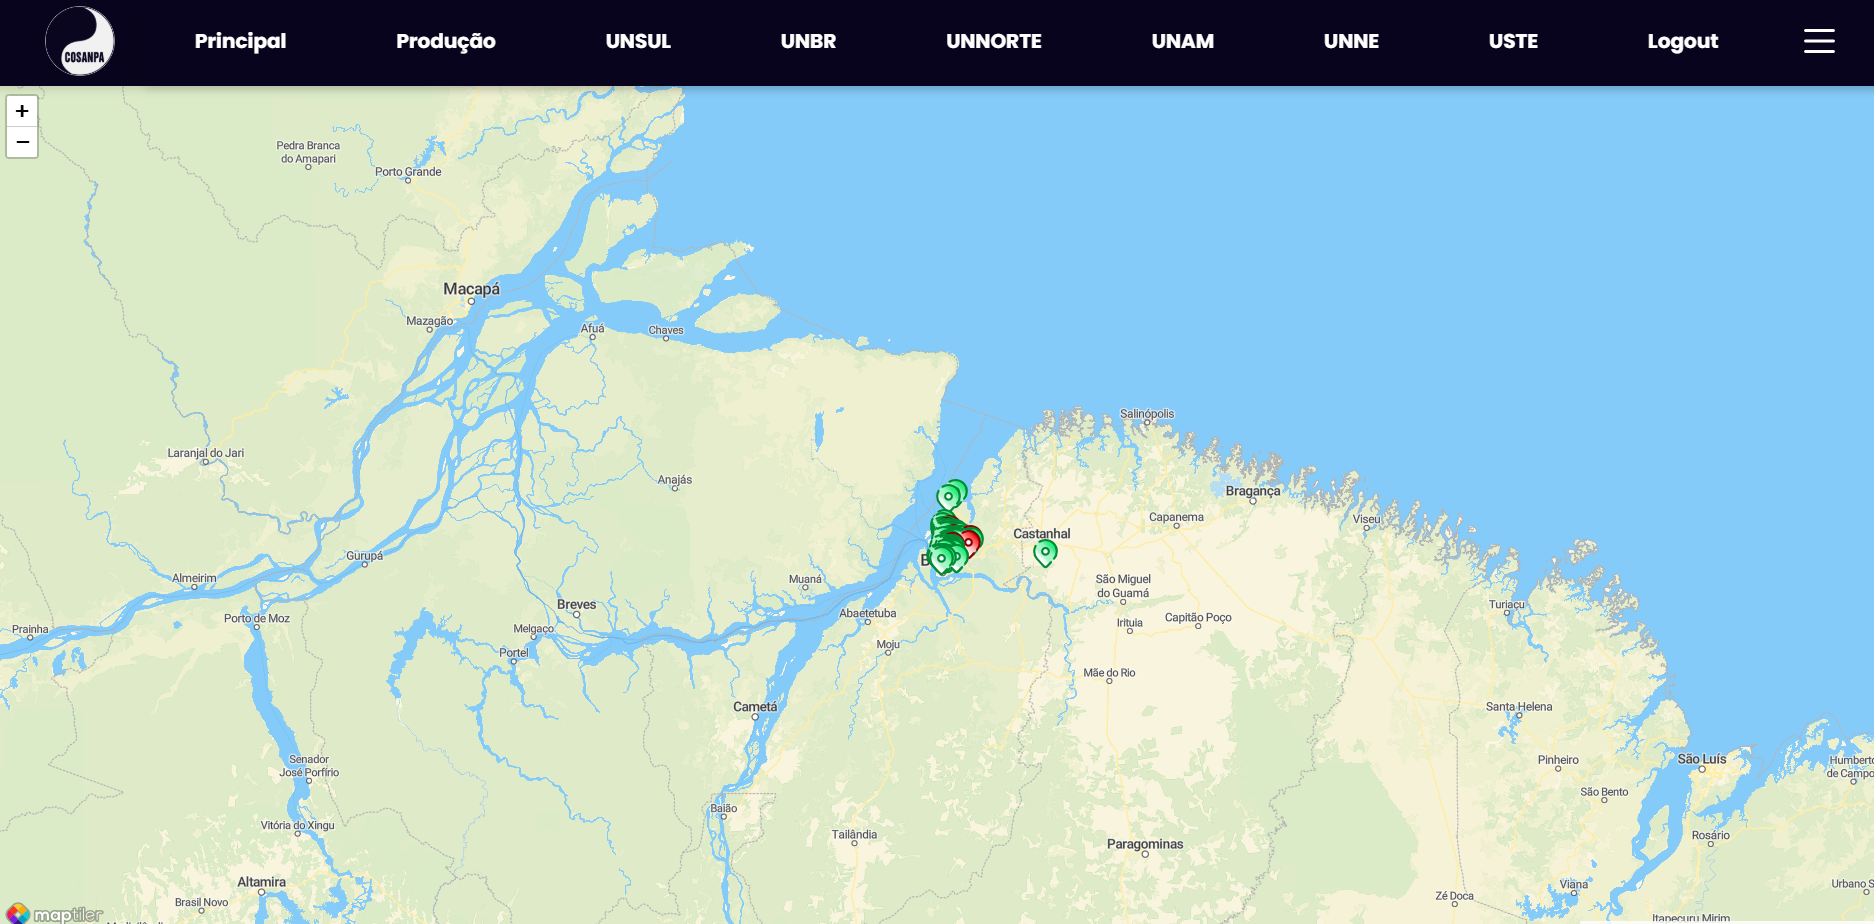 COSANPA
Principal
Produção
UNSUL
UNBR
UNNORTE
UNAM
UNNE
USTE
Logout
+
−
Pedra Branca
do Amapari
Porto Grande
Macapá
Mazagão
Afuá
Chaves
Salinópolis
Laranjal do Jari
Anajás
Bragança
Capanema
Viseu
Castanhal
B
Gurupá
Almeirim
Muaná
São Miguel
do Guamá
Porto de Moz
Breves
Abaetetuba
Irituia
Capitão Poço
Turiaçu
Prainha
Melgaço
Portel
Moju
Mãe do Rio
Cametá
Santa Helena
Senador
José Porfírio
Pinheiro
São Luís
Humberto
de Campo
São Bento
Baião
Vitória do Xingu
Tailândia
Paragominas
Rosário
Altamira
Brasil Novo
Zé Doca
Viana
Urbano S
Itapecuru Mirim
maptiler